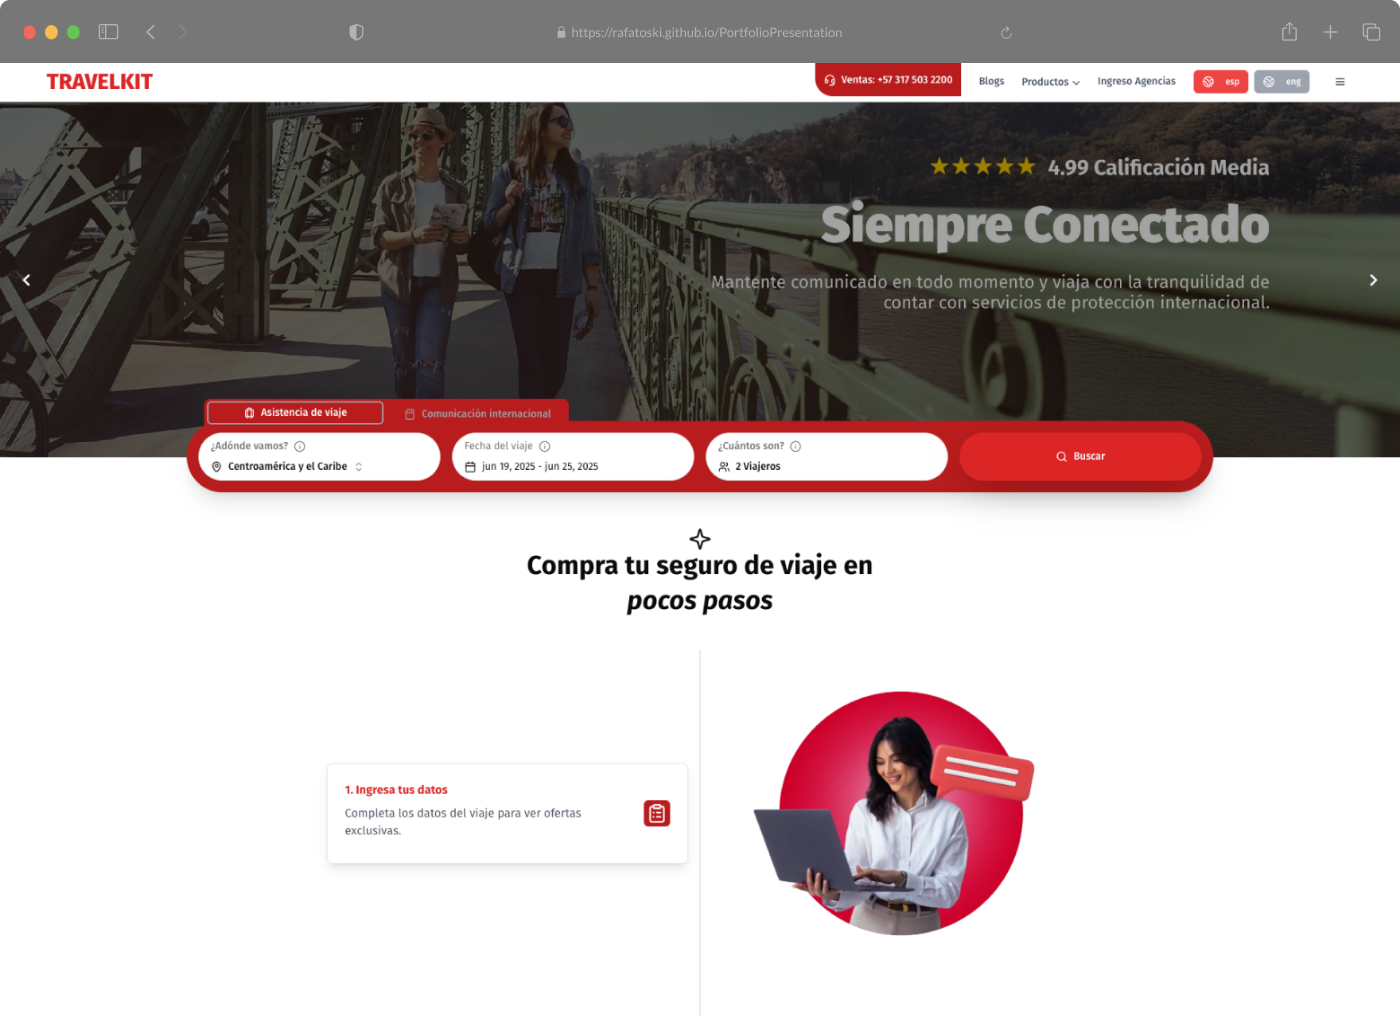 https://rafatoski.github.io/PortfolioPresentation
TRAVELKIT
Ventas: +57 317 503 2200
Blogs
Productos
Ingreso Agencias
esp
eng
4.99 Calificación Media
Siempre Conectado
Mantente comunicado en todo momento y viaja con la tranquilidad de
contar con servicios de protección internacional.
Asistencia de viaje
Comunicación internacional
¿Adónde vamos?
Centroamérica y el Caribe
Fecha del viaje
jun 19, 2025 - jun 25, 2025
¿Cuántos son?
2 Viajeros
Buscar
Compra tu seguro de viaje en
pocos pasos
1. Ingresa tus datos
Completa los datos del viaje para ver ofertas
exclusivas.